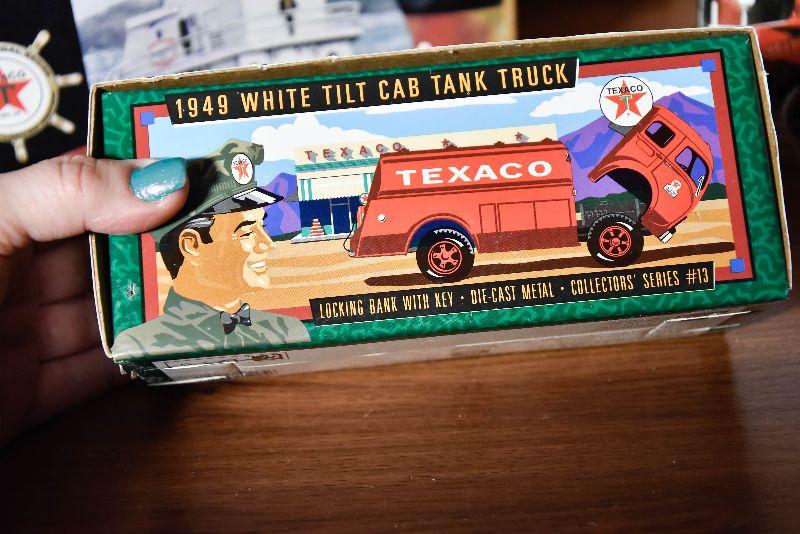 1949 WHITE TILT CAB TANK TRUCK
TEXACO
T
TEXACO
TEXACO
LOCKING BANK WITH KEY · DIE-CAST METAL · COLLECTORS' SERIES #13
T